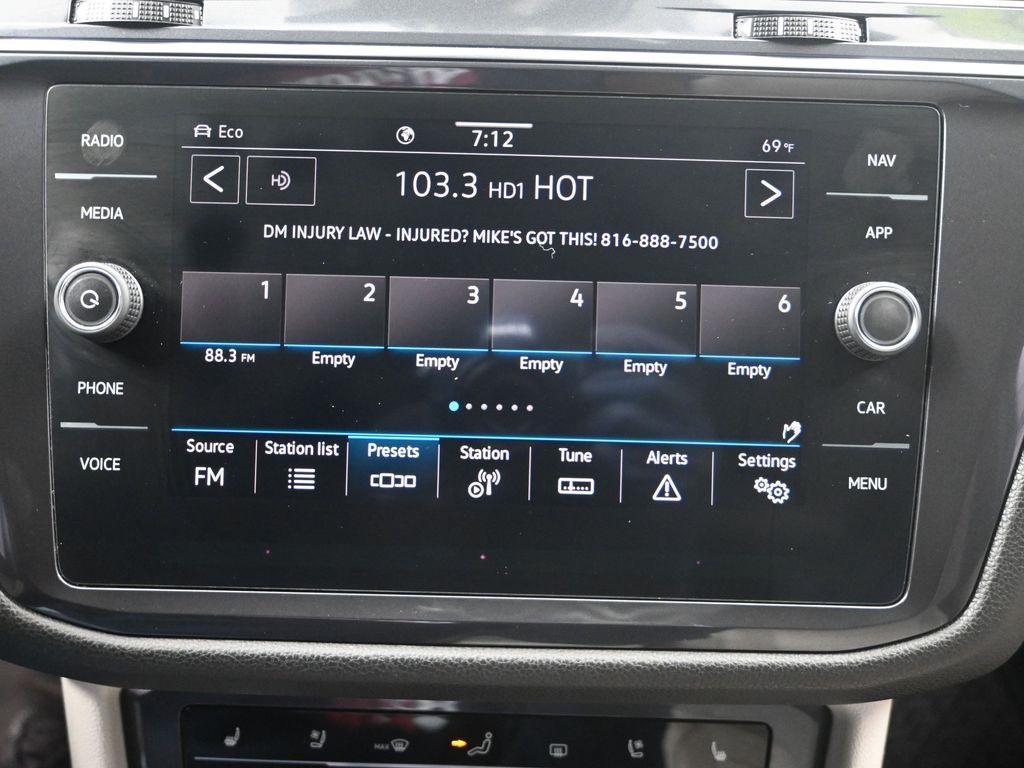 RADIO
MEDIA
PHONE
VOICE
Eco
7:12
69 °F
HD
103.3 HD1 HOT
DM INJURY LAW - INJURED? MIKE'S GOT THIS! 816-888-7500
1 2 3 4 5 6
88.3 FM Empty Empty Empty Empty Empty
Source Station list Presets Station Tune Alerts Settings
FM
NAV
APP
CAR
MENU
MAX